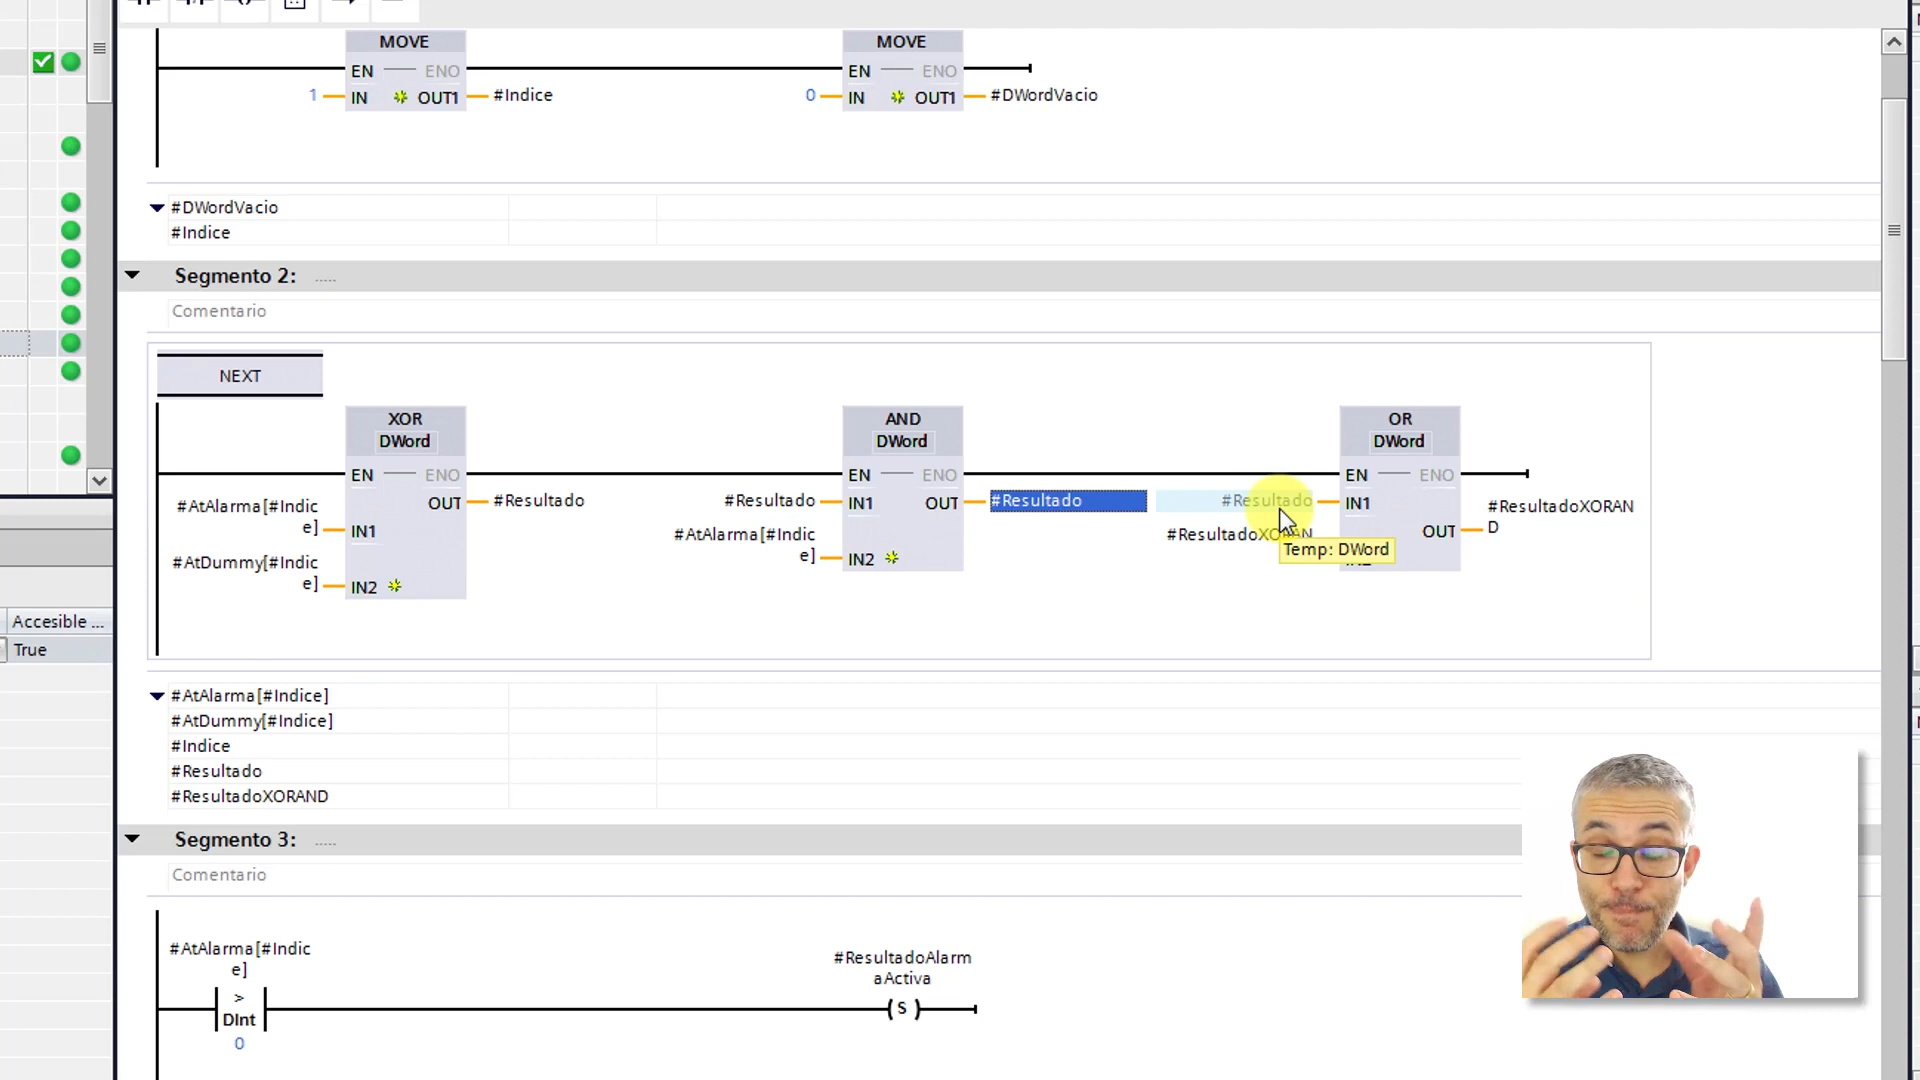 MOVE
MOVE
EN ENO
EN ENO
1 IN OUT1 #Indice
0 IN OUT1 #DWordVacio
#DWordVacio
#Indice
Segmento 2: .....
Comentario
NEXT
XOR
DWord
AND
DWord
OR
DWord
EN ENO
EN ENO
EN ENO
#AtAlarma[#Indic
e] IN1
OUT #Resultado
#AtDummy[#Indic
e] IN2
#Resultado IN1
OUT #Resultado
#AtAlarma[#Indic
e] IN2
#Resultado IN1
#ResultadoXORAN
Temp: DWord
OUT #ResultadoXORAN
D
Accesible ...
True
#AtAlarma[#Indice]
#AtDummy[#Indice]
#Indice
#Resultado
#ResultadoXORAND
Segmento 3: .....
Comentario
#AtAlarma[#Indic
e]
>
DInt
0
#ResultadoAlarm
aActiva
S